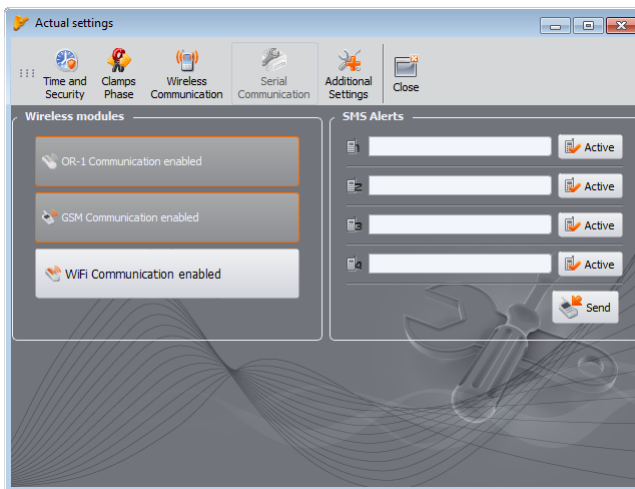 Actual settings
Time and Security
Clamps Phase
Wireless Communication
Serial Communication
Additional Settings
Close
Wireless modules
SMS Alerts
OR-1 Communication enabled
GSM Communication enabled
WiFi Communication enabled
1
Active
2
Active
3
Active
4
Active
Send